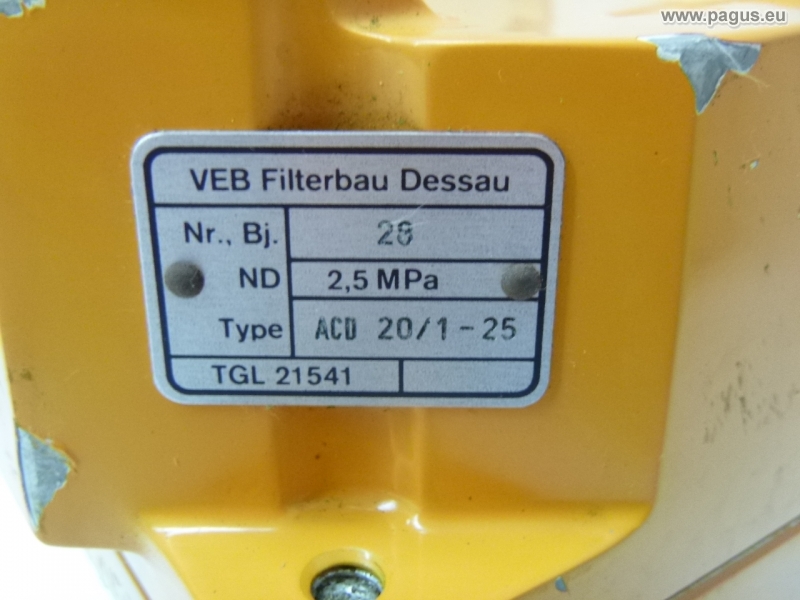 www.pagus.eu
VEB Filterbau Dessau
Nr., Bj. 28
ND 2,5 MPa
Type ACD 20/1-25
TGL 21541